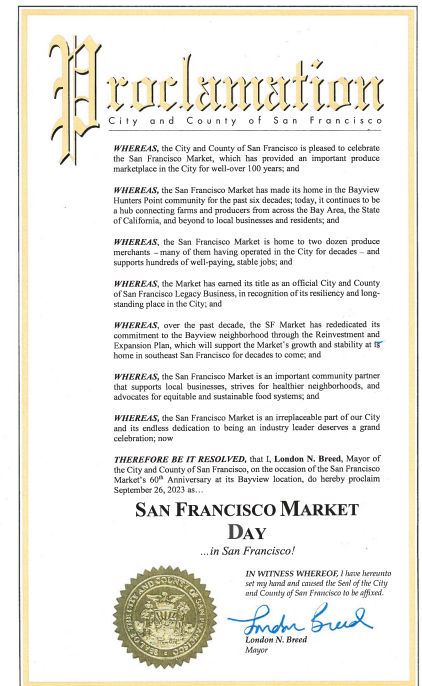 Proclamation
City and County of San Francisco
WHEREAS, the City and County of San Francisco is pleased to celebrate
the San Francisco Market, which has provided an important produce
marketplace in the City for well-over 100 years; and
WHEREAS, the San Francisco Market has made its home in the Bayview
Hunters Point community for the past six decades; today, it continues to
be a hub connecting farms and producers from across the Bay Area, the State
of California, and beyond to local businesses and residents; and
WHEREAS, the San Francisco Market is home to two dozen produce
merchants – many of them having operated in the City for decades – and
supports hundreds of well-paying, stable jobs; and
WHEREAS, the Market has earned its title as an official City and County
of San Francisco Legacy Business, in recognition of its resiliency and long-
standing place in the City; and
WHEREAS, over the past decade, the SF Market has rededicated its
commitment to the Bayview neighborhood through the Reinvestment and
Expansion Plan, which will support the Market's growth and stability at
home in southeast San Francisco for decades to come; and
WHEREAS, the San Francisco Market is an important community partner
that supports local businesses, strives for healthier neighborhoods, and
advocates for equitable and sustainable food systems; and
WHEREAS, the San Francisco Market is an irreplaceable part of our City
and its endless dedication to being an industry leader deserves a grand
celebration; now
THEREFORE BE IT RESOLVED, that I, London N. Breed, Mayor of
the City and County of San Francisco, on the occasion of the San Francisco
Market's 60th Anniversary at its Bayview location, do hereby proclaim
September 26, 2023 as…
SAN FRANCISCO MARKET
DAY
...in San Francisco!
IN WITNESS WHEREOF, I have hereunto
set my hand and caused the Seal of the City
and County of San Francisco to be affixed.
London Breed
London N. Breed
Mayor
SEAL OF THE CITY AND COUNTY OF SAN FRANCISCO